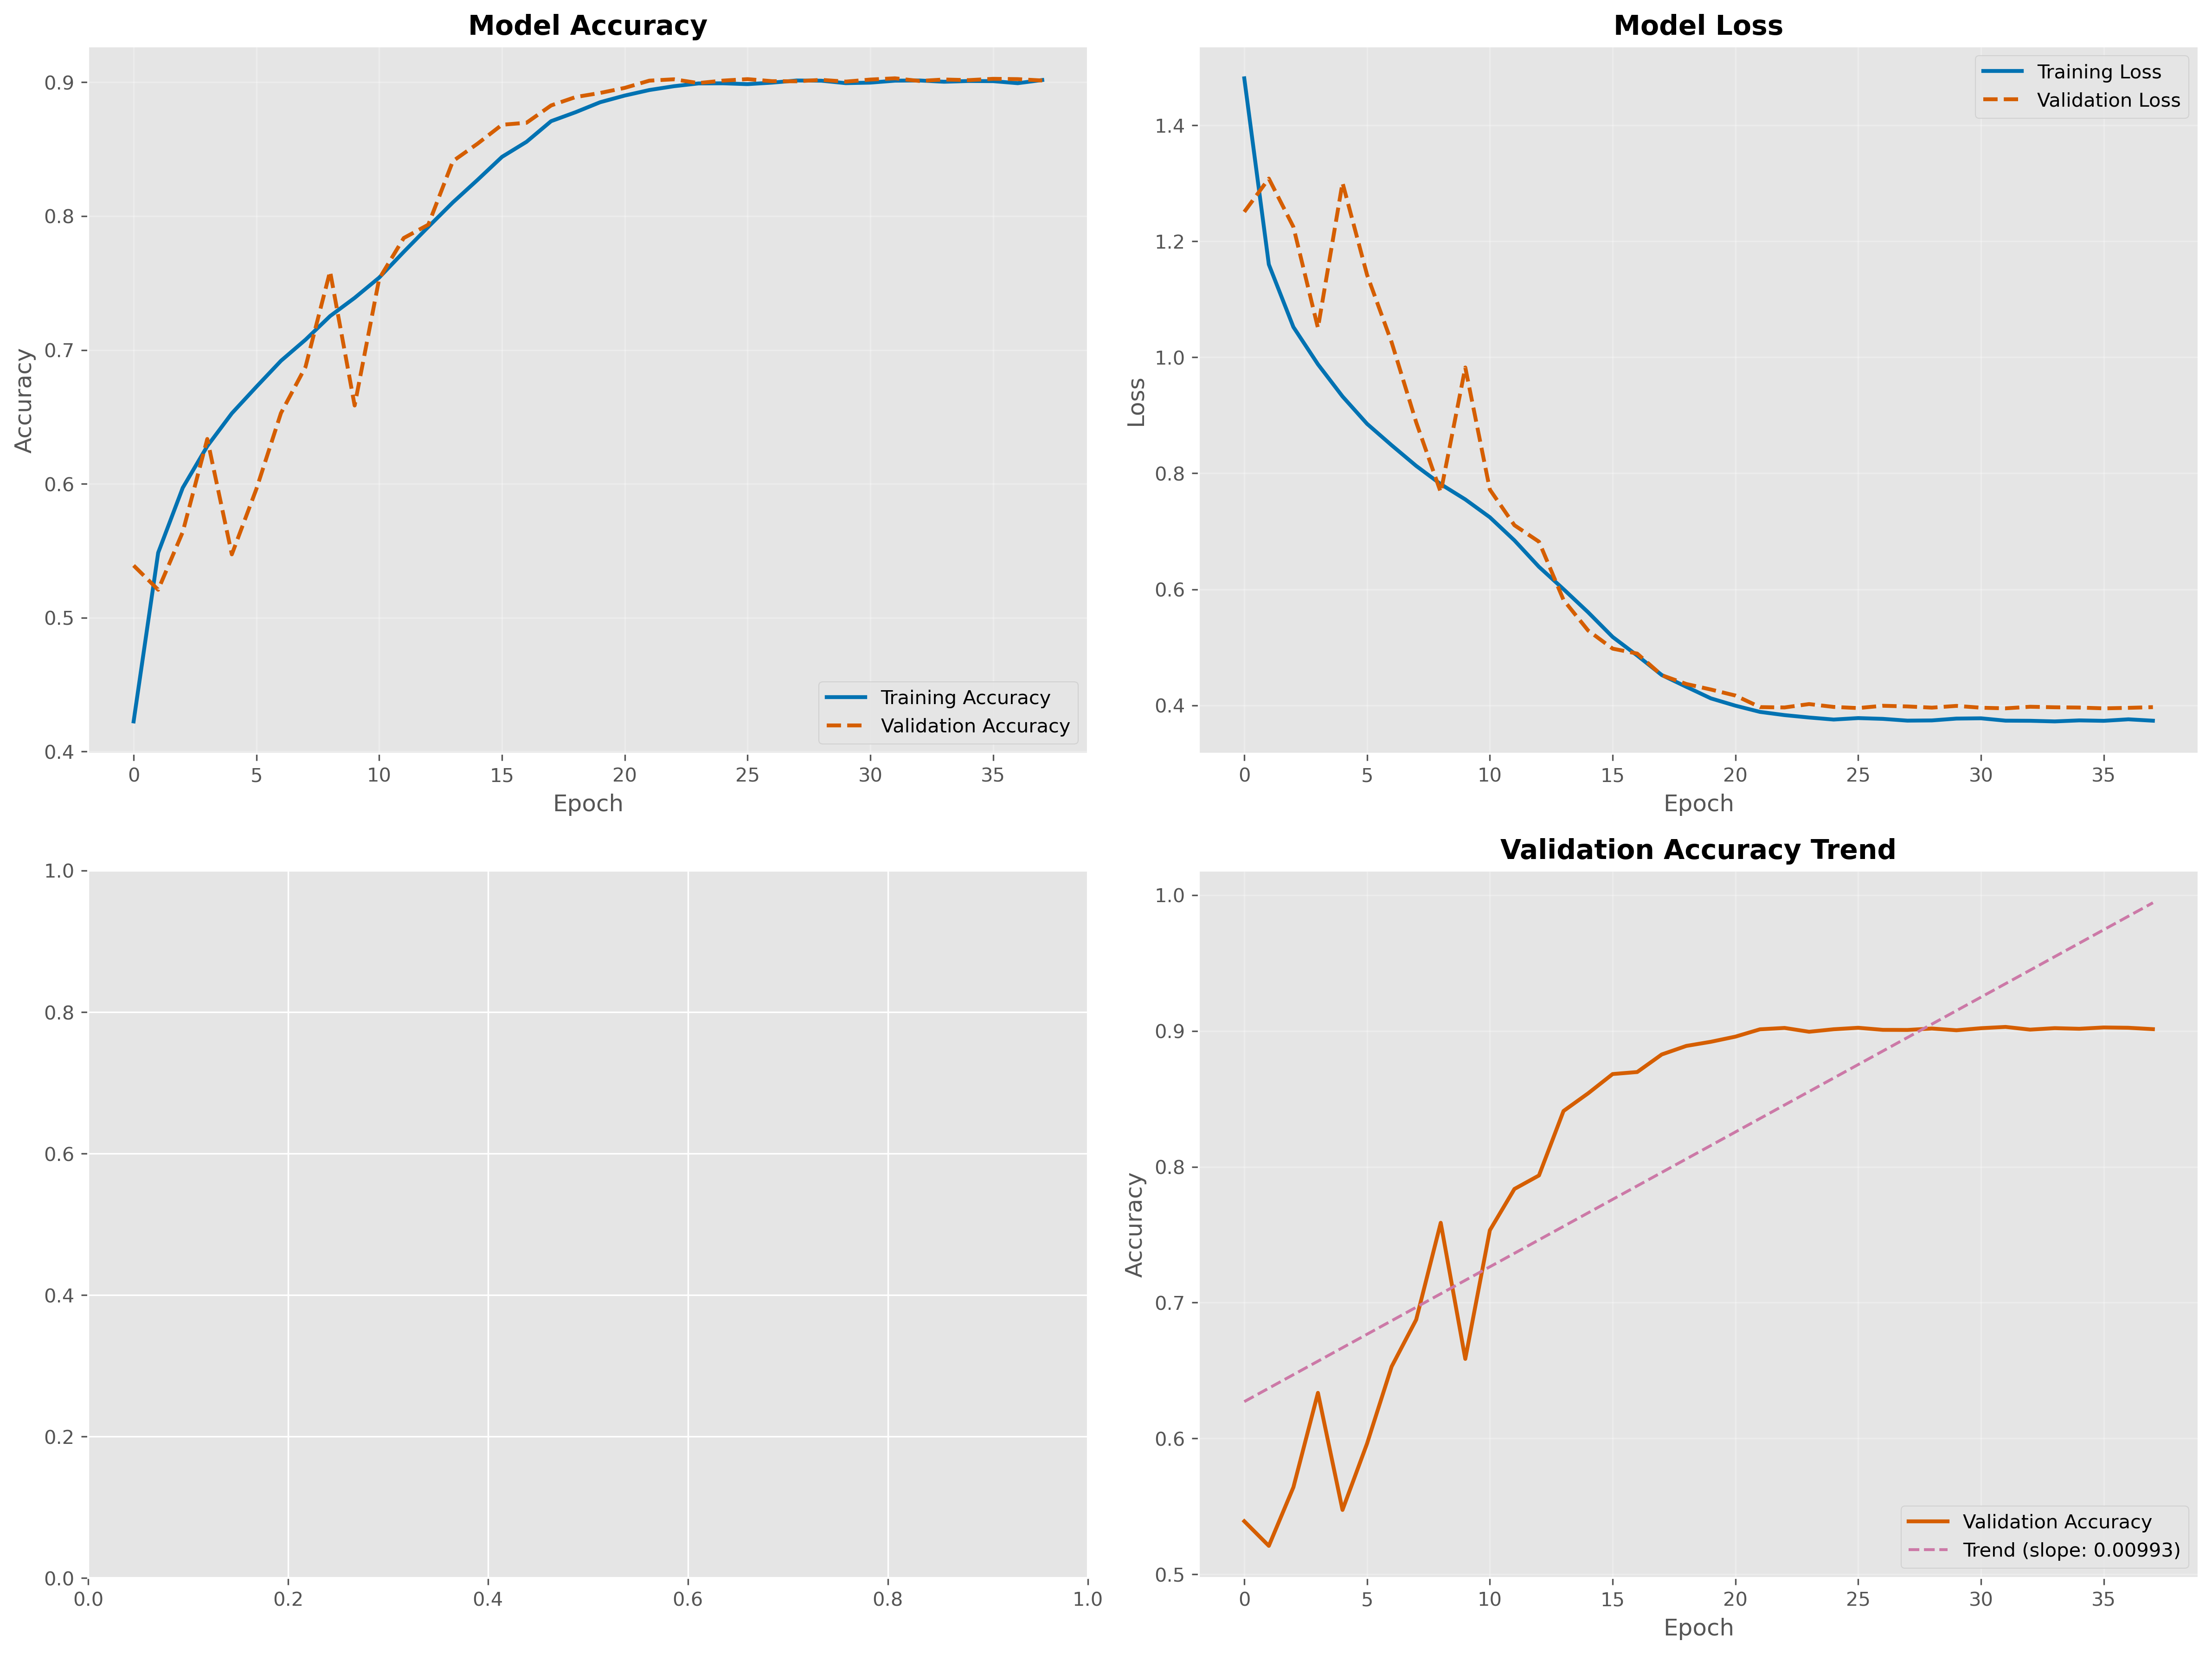 Model Accuracy
Accuracy
0.9
0.8
0.7
0.6
0.5
0.4
Training Accuracy
Validation Accuracy
0 5 10 15 20 25 30 35
Epoch
Model Loss
Loss
1.4
1.2
1.0
0.8
0.6
0.4
Training Loss
Validation Loss
0 5 10 15 20 25 30 35
Epoch
1.0
0.8
0.6
0.4
0.2
0.0
0.0 0.2 0.4 0.6 0.8 1.0
Validation Accuracy Trend
Accuracy
1.0
0.9
0.8
0.7
0.6
0.5
Validation Accuracy
Trend (slope: 0.00993)
0 5 10 15 20 25 30 35
Epoch